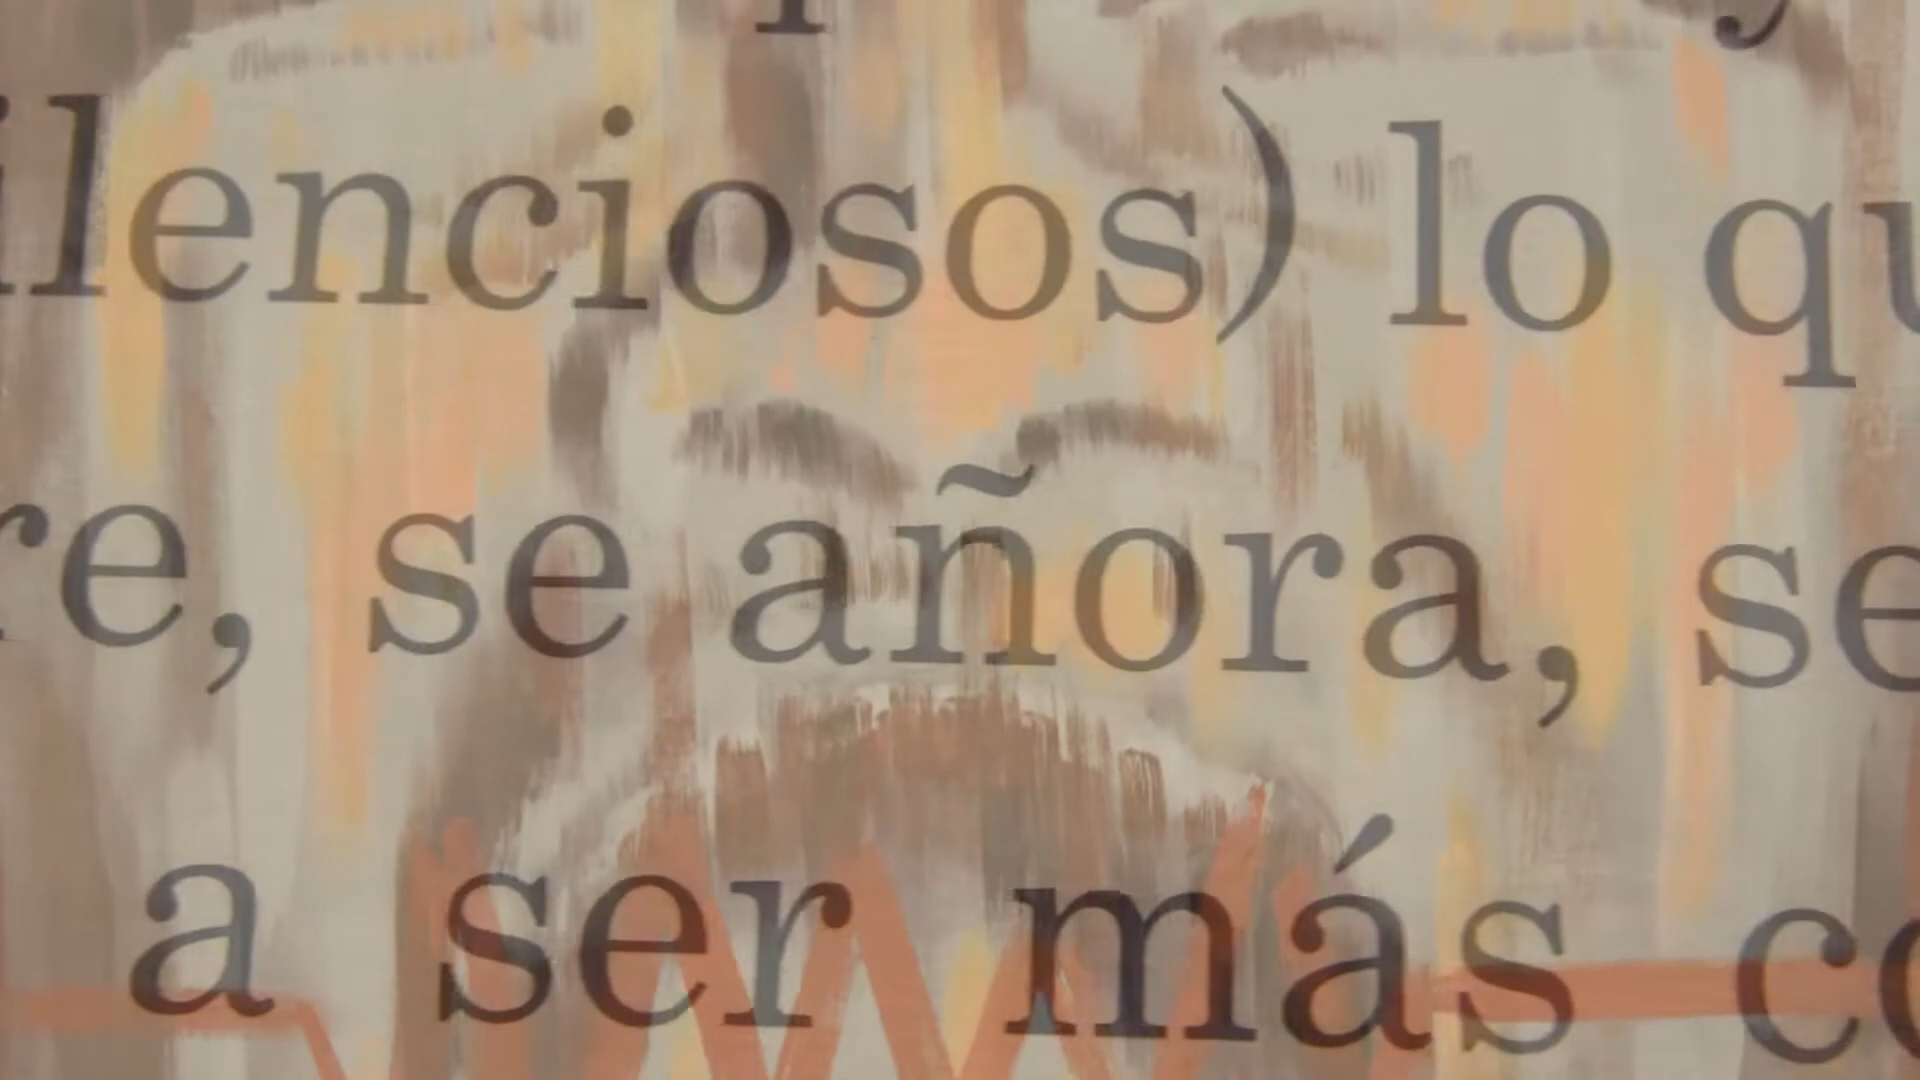 ilenciosos) lo qu
re, se añora, se
a ser más co